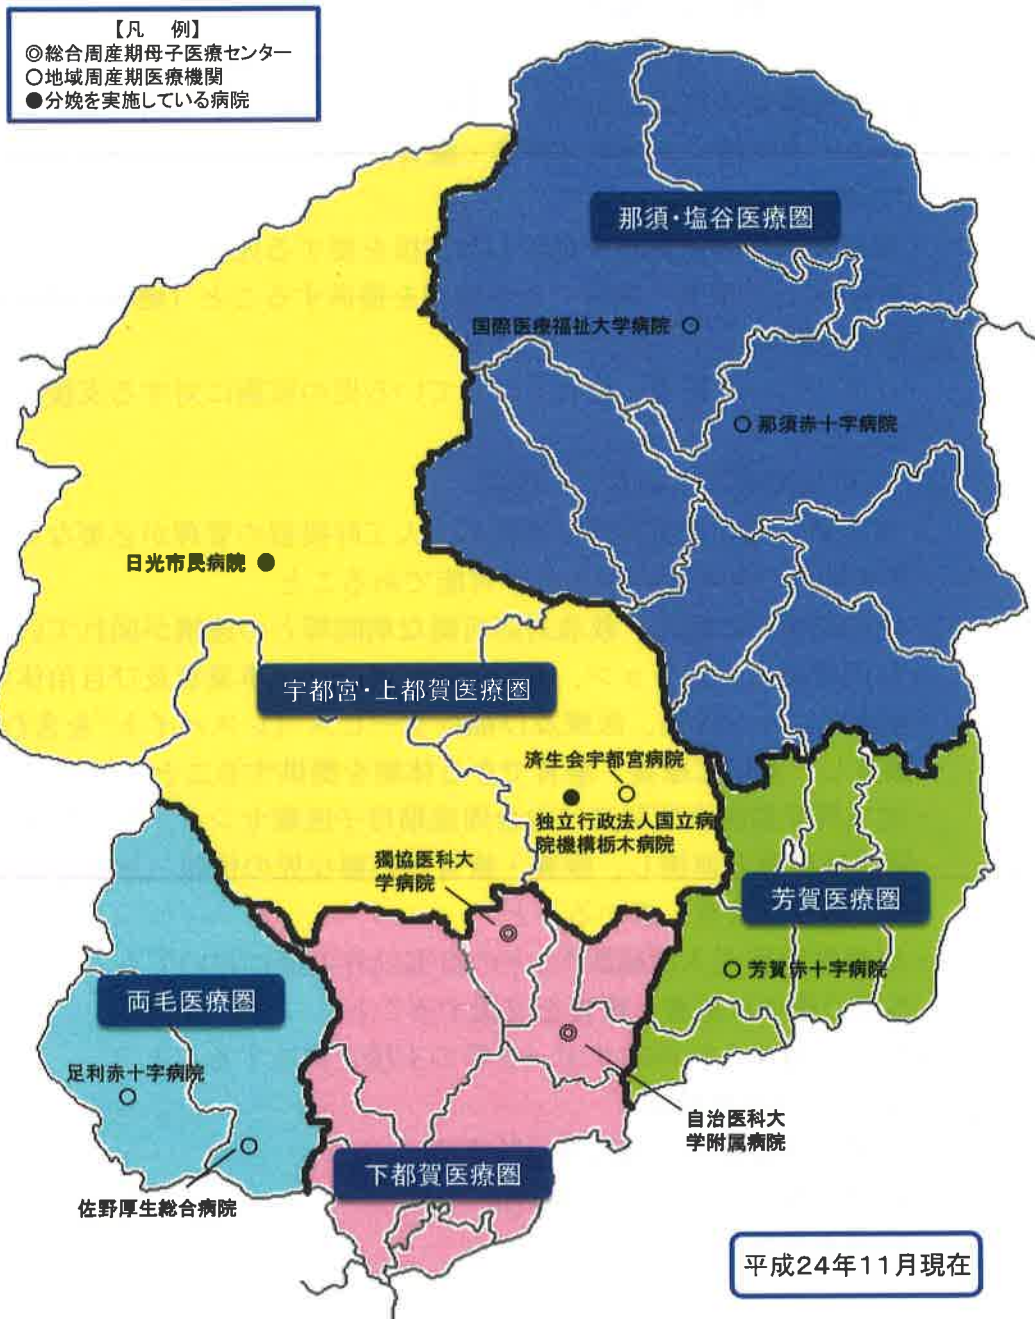 【凡　例】
◎総合周産期母子医療センター
○地域周産期医療機関
●分娩を実施している病院
那須・塩谷医療圏
国際医療福祉大学病院 ○
○ 那須赤十字病院
日光市民病院 ●
宇都宮・上都賀医療圏
済生会宇都宮病院
独立行政法人国立病
院機構栃木病院
獨協医科大
学病院
芳賀医療圏
○ 芳賀赤十字病院
両毛医療圏
足利赤十字病院
自治医科大
学附属病院
下都賀医療圏
佐野厚生総合病院
平成24年11月現在